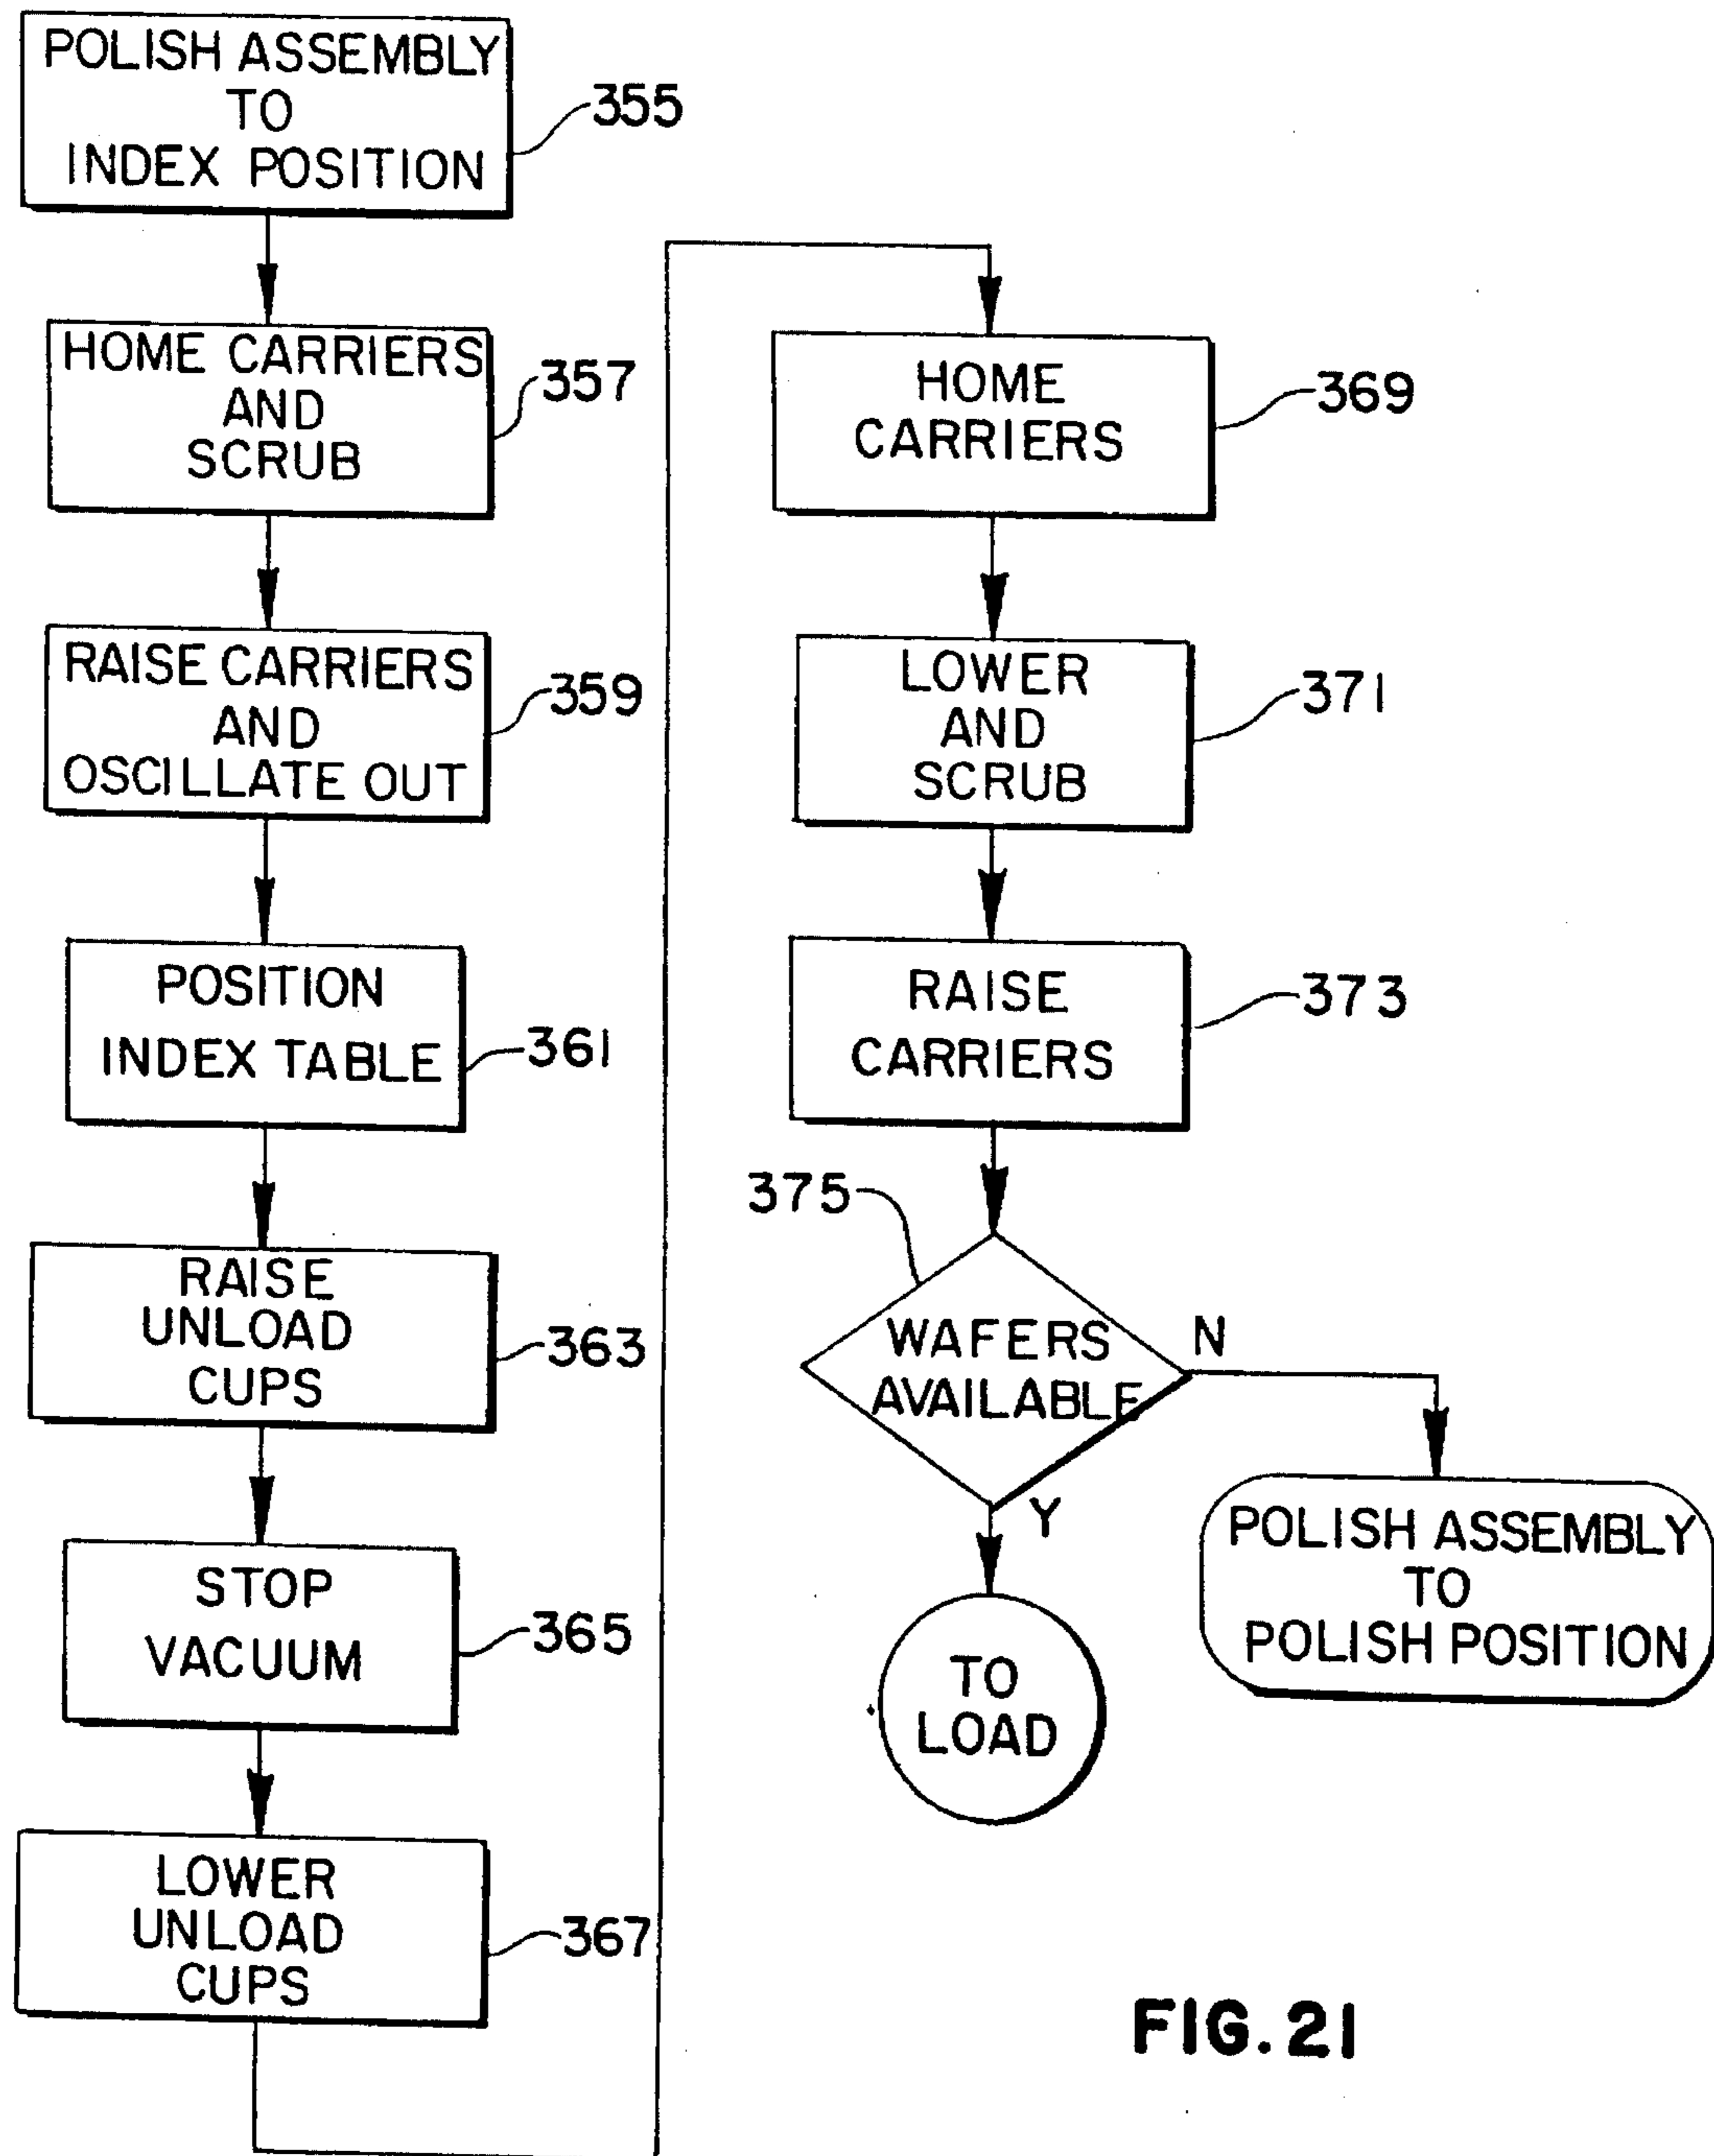 POLISH ASSEMBLY
TO
INDEX POSITION
355
HOME CARRIERS
AND
SCRUB
357
RAISE CARRIERS
AND
OSCILLATE OUT
359
POSITION
INDEX TABLE
361
RAISE
UNLOAD
CUPS
363
STOP
VACUUM
365
LOWER
UNLOAD
CUPS
367
HOME
CARRIERS
369
LOWER
AND
SCRUB
371
RAISE
CARRIERS
373
375
WAFERS
AVAILABLE
N
Y
POLISH ASSEMBLY
TO
POLISH POSITION
TO
LOAD
FIG. 21